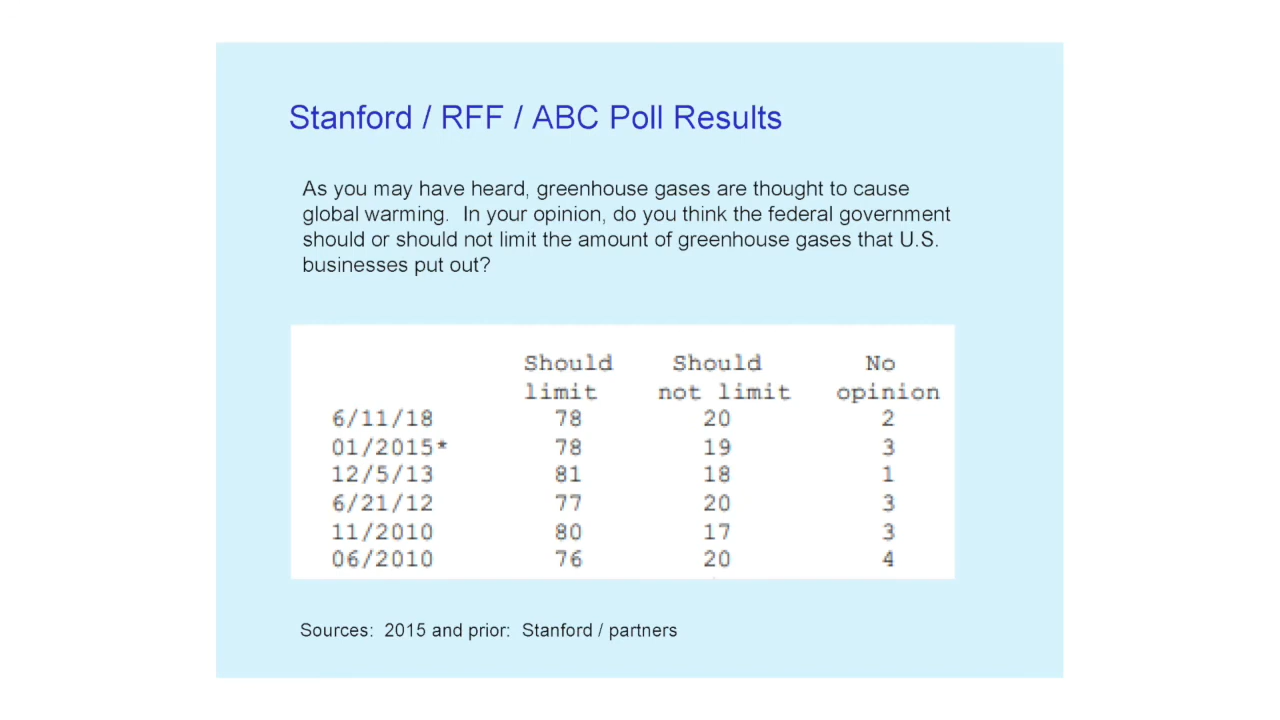 Stanford / RFF / ABC Poll Results
As you may have heard, greenhouse gases are thought to cause
global warming. In your opinion, do you think the federal government
should or should not limit the amount of greenhouse gases that U.S.
businesses put out?
Should Should No
limit not limit opinion
6/11/18 78 20 2
01/2015* 78 19 3
12/5/13 81 18 1
6/21/12 77 20 3
11/2010 80 17 3
06/2010 76 20 4
Sources: 2015 and prior: Stanford / partners